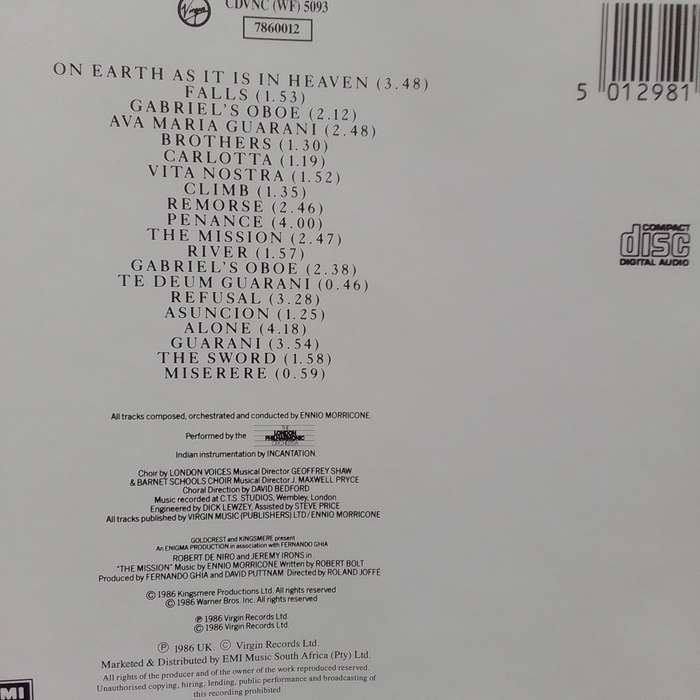 Virgin
CDVNC (WF) 5093
7860012
5 012981
ON EARTH AS IT IS IN HEAVEN (3.48)
FALLS (1.53)
GABRIEL'S OBOE (2.12)
AVA MARIA GUARANI (2.48)
BROTHERS (1.30)
CARLOTTA (1.19)
VITA NOSTRA (1.52)
CLIMB (1.35)
REMORSE (2.46)
PENANCE (4.00)
THE MISSION (2.47)
RIVER (1.57)
GABRIEL'S OBOE (2.38)
TE DEUM GUARANI (0.46)
REFUSAL (3.28)
ASUNCION (1.25)
ALONE (4.18)
GUARANI (3.54)
THE SWORD (1.58)
MISERERE (0.59)
COMPACT
disc
DIGITAL AUDIO
All tracks composed, orchestrated and conducted by ENNIO MORRICONE.
Performed by the THE LONDON PHILHARMONIC ORCHESTRA
Indian instrumentation by INCANTATION.
Choir by LONDON VOICES Musical Director GEOFFREY SHAW
& BARNET SCHOOLS CHOIR Musical Director J. MAXWELL PRYCE
Choral Direction by DAVID BEDFORD
Music recorded at C.T.S. STUDIOS, Wembley, London
Engineered by DICK LEWZEY, Assisted by STEVE PRICE
All tracks published by VIRGIN MUSIC (PUBLISHERS) LTD/ENNIO MORRICONE
GOLDCREST and KINGSMERE present
An ENIGMA PRODUCTION in association with FERNANDO GHIA
ROBERT DE NIRO and JEREMY IRONS in
"THE MISSION" Music by ENNIO MORRICONE Written by ROBERT BOLT
Produced by FERNANDO GHIA and DAVID PUTTNAM Directed by ROLAND JOFFÉ
© 1986 Kingsmere Productions Ltd. All rights reserved
© 1986 Warner Bros. Inc. All rights reserved
℗ 1986 Virgin Records Ltd.
© 1986 Virgin Records Ltd.
℗ 1986 UK. © Virgin Records Ltd.
Marketed & Distributed by EMI Music South Africa (Pty) Ltd.
All rights of the producer and of the owner of the work reproduced reserved.
Unauthorised copying, hiring, lending, public performance and broadcasting of
this recording prohibited
MI